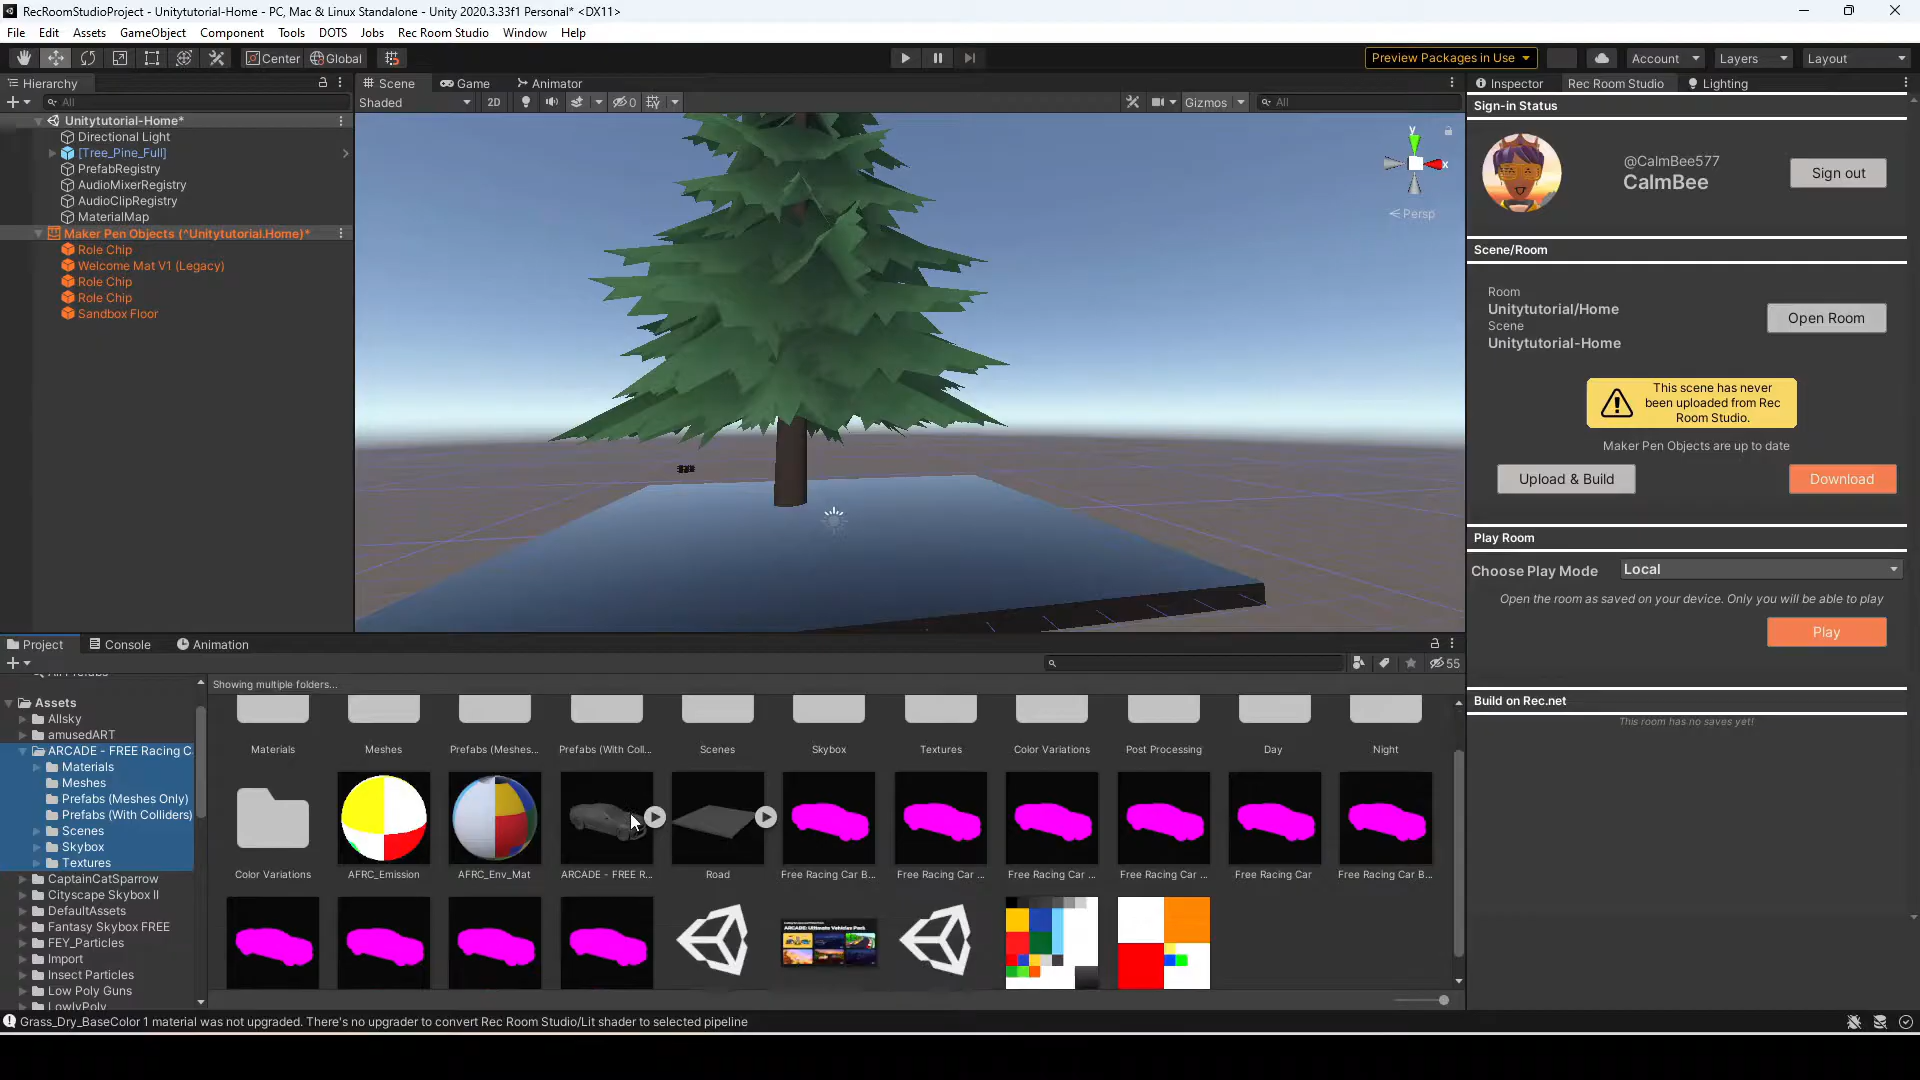 RecRoomStudioProject - Unitytutorial-Home - PC, Mac & Linux Standalone - Unity 2020.3.33f1 Personal* <DX11>
File Edit Assets GameObject Component Tools DOTS Jobs Rec Room Studio Window Help
Center Global Preview Packages in Use Account Layers Layout
Hierarchy
All
Unitytutorial-Home*
Directional Light
[Tree_Pine_Full]
PrefabRegistry
AudioMixerRegistry
AudioClipRegistry
MaterialMap
Maker Pen Objects (^Unitytutorial.Home)*
Role Chip
Welcome Mat V1 (Legacy)
Role Chip
Role Chip
Sandbox Floor
Scene Game Animator
Shaded 2D 0 Gizmos All
y
x
Persp
Inspector Rec Room Studio Lighting
Sign-in Status
@CalmBee577
CalmBee
Sign out
Scene/Room
Room
Unitytutorial/Home
Scene
Unitytutorial-Home
Open Room
This scene has never
been uploaded from Rec
Room Studio.
Maker Pen Objects are up to date
Upload & Build Download
Play Room
Choose Play Mode Local
Open the room as saved on your device. Only you will be able to play
Play
Build on Rec.net
This room has no saves yet!
Project Console Animation
55
Assets
Allsky
amusedART
ARCADE - FREE Racing C
Materials
Meshes
Prefabs (Meshes Only)
Prefabs (With Colliders)
Scenes
Skybox
Textures
CaptainCatSparrow
Cityscape Skybox II
DefaultAssets
Fantasy Skybox FREE
FEY_Particles
Import
Insect Particles
Low Poly Guns
LowlyPoly
Showing multiple folders...
Materials Meshes Prefabs (Meshes... Prefabs (With Coll... Scenes Skybox Textures Color Variations Post Processing Day Night
Color Variations AFRC_Emission AFRC_Env_Mat ARCADE - FREE R... Road Free Racing Car B... Free Racing Car ... Free Racing Car ... Free Racing Car ... Free Racing Car Free Racing Car B...
ARCADE: Ultimate Vehicles Pack
Grass_Dry_BaseColor 1 material was not upgraded. There's no upgrader to convert Rec Room Studio/Lit shader to selected pipeline